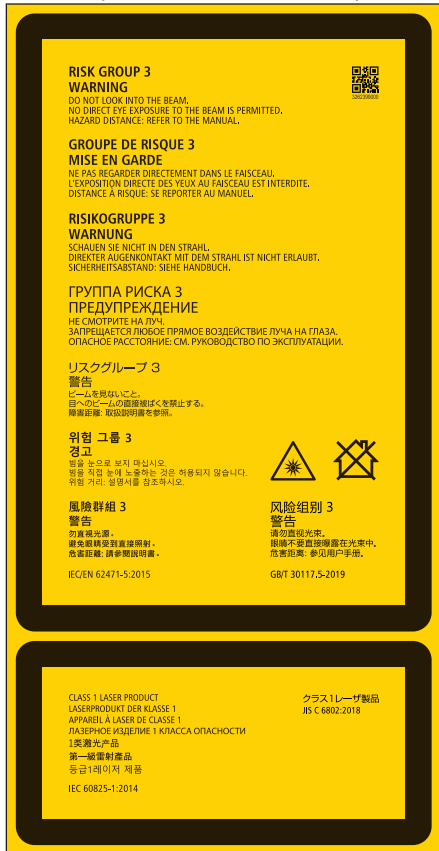 RISK GROUP 3
WARNING
DO NOT LOOK INTO THE BEAM.
NO DIRECT EYE EXPOSURE TO THE BEAM IS PERMITTED.
HAZARD DISTANCE: REFER TO THE MANUAL.
GROUPE DE RISQUE 3
MISE EN GARDE
NE PAS REGARDER DIRECTEMENT DANS LE FAISCEAU.
L'EXPOSITION DIRECTE DES YEUX AU FAISCEAU EST INTERDITE.
DISTANCE À RISQUE: SE REPORTER AU MANUEL.
RISIKOGRUPPE 3
WARNUNG
SCHAUEN SIE NICHT IN DEN STRAHL.
DIREKTER AUGENKONTAKT MIT DEM STRAHL IST NICHT ERLAUBT.
SICHERHEITSABSTAND: SIEHE HANDBUCH.
ГРУППА РИСКА 3
ПРЕДУПРЕЖДЕНИЕ
НЕ СМОТРИТЕ НА ЛУЧ.
ЗАПРЕЩАЕТСЯ ЛЮБОЕ ПРЯМОЕ ВОЗДЕЙСТВИЕ ЛУЧА НА ГЛАЗА.
ОПАСНОЕ РАССТОЯНИЕ: СМ. РУКОВОДСТВО ПО ЭКСПЛУАТАЦИИ.
リスクグループ 3
警告
ビームを見ないこと。
目へのビームの直接被ばくを禁止する。
障害距離: 取扱説明書を参照。
위험 그룹 3
경고
빔을 눈으로 보지 마십시오.
빔을 직접 눈에 노출하는 것은 허용되지 않습니다.
위험 거리: 설명서를 참조하시오.
風險群組 3
警告
勿直視光源。
避免眼睛受到直接照射。
危害距離: 請參閱說明書。
IEC/EN 62471-5:2015
风险组别 3
警告
请勿直视光束。
眼睛不要直接曝露在光束中。
危害距离: 参见用户手册。
GB/T 30117.5-2019
CLASS 1 LASER PRODUCT
LASERPRODUKT DER KLASSE 1
APPAREIL À LASER DE CLASSE 1
ЛАЗЕРНОЕ ИЗДЕЛИЕ 1 КЛАССА ОПАСНОСТИ
1类激光产品
第一級雷射產品
등급1레이저 제품
IEC 60825-1:2014
クラス1レーザ製品
JIS C 6802:2018